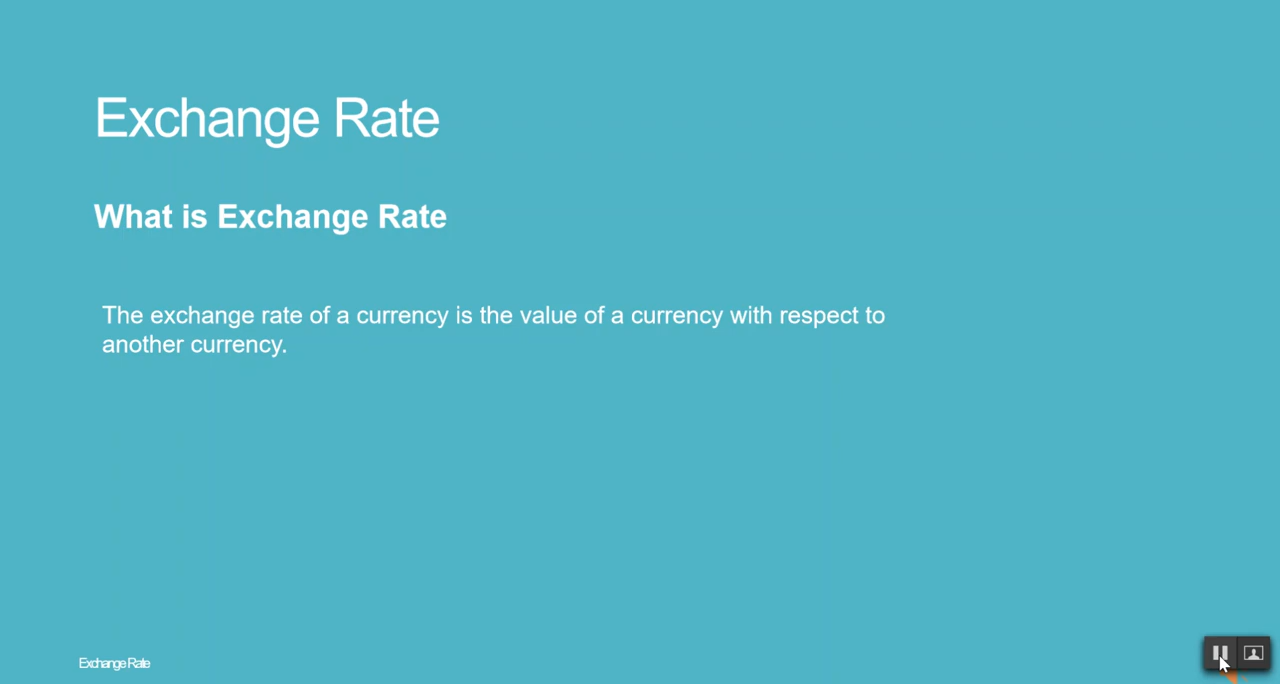 Exchange Rate
What is Exchange Rate
The exchange rate of a currency is the value of a currency with respect to
another currency.
Exchange Rate